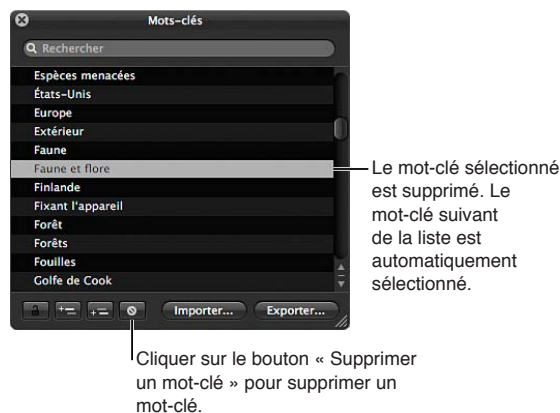 Mots-clés
Rechercher
Espèces menacées
États-Unis
Europe
Extérieur
Faune
Faune et flore
Finlande
Fixant l'appareil
Forêt
Forêts
Fouilles
Golfe de Cook
Importer...
Exporter...
Le mot-clé sélectionné
est supprimé. Le
mot-clé suivant
de la liste est
automatiquement
sélectionné.
Cliquer sur le bouton « Supprimer
un mot-clé » pour supprimer un
mot-clé.